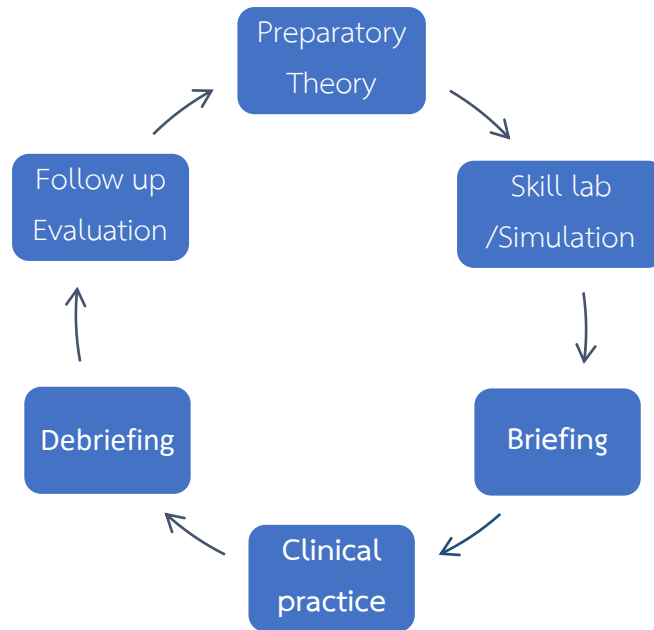 Preparatory
Theory
Skill lab
/Simulation
Briefing
Clinical
practice
Debriefing
Follow up
Evaluation